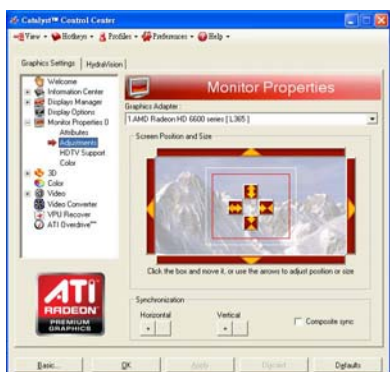 Catalyst™ Control Center
View Hotkeys Profiles Preferences Help
Graphics Settings HydraVision
Welcome
Information Center
Displays Manager
Display Options
Monitor Properties 0
Attributes
Adjustments
HDTV Support
Color
3D
Color
Video
Video Converter
VPU Recover
ATI Overdrive™
ATI
RADEON
PREMIUM
GRAPHICS
Monitor Properties
Graphics Adapter
1.AMD Radeon HD 6600 series [ L365 ]
Screen Position and Size
Click the box and move it, or use the arrows to adjust position or size
Synchronization
Horizontal Vertical
+ - + -
Composite sync
Basic... OK Apply Discard Defaults